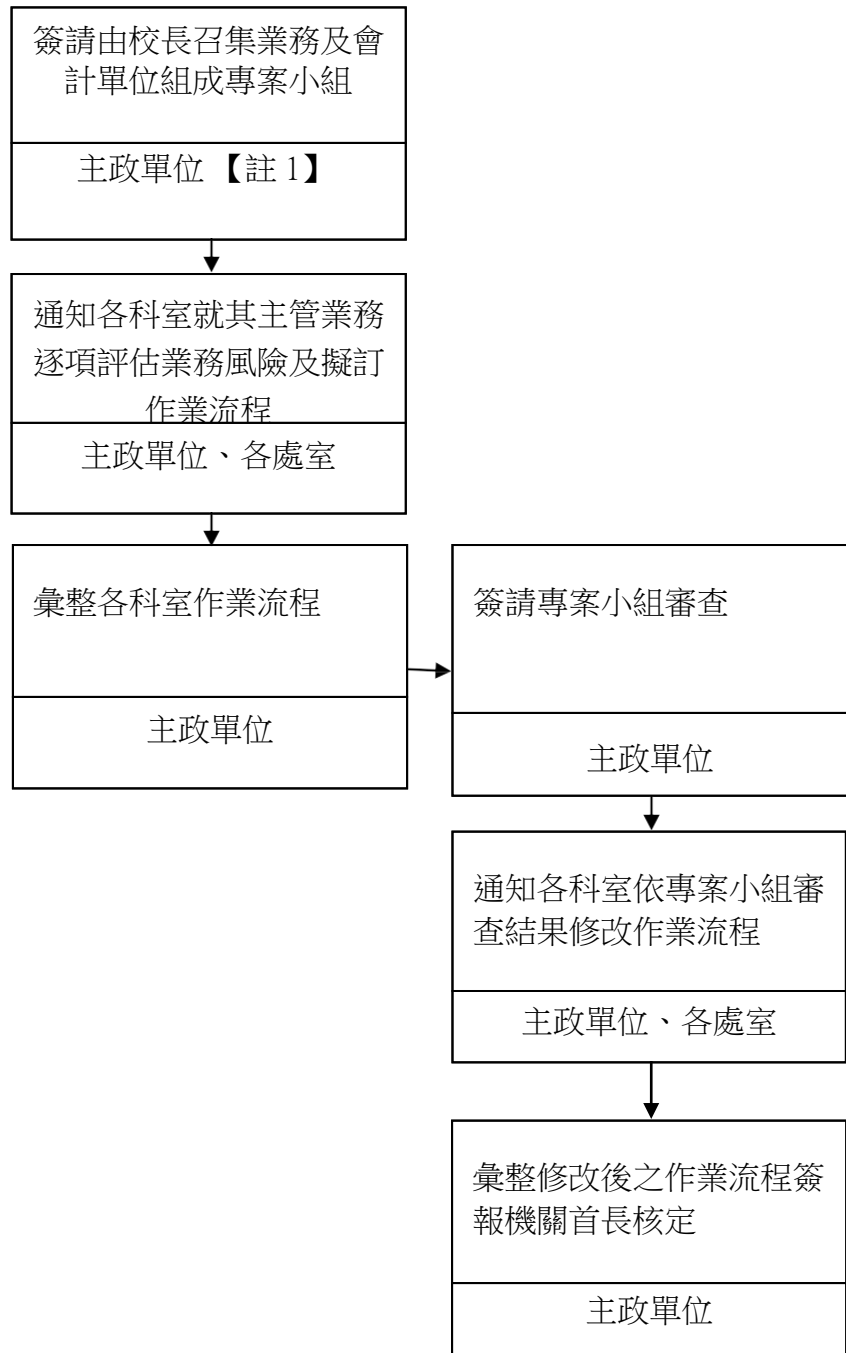 簽請由校長召集業務及會
計單位組成專案小組
主政單位【註 1】
通知各科室就其主管業務
逐項評估業務風險及擬訂
作業流程
主政單位、各處室
彙整各科室作業流程
主政單位
簽請專案小組審查
主政單位
通知各科室依專案小組審
查結果修改作業流程
主政單位、各處室
彙整修改後之作業流程簽
報機關首長核定
主政單位